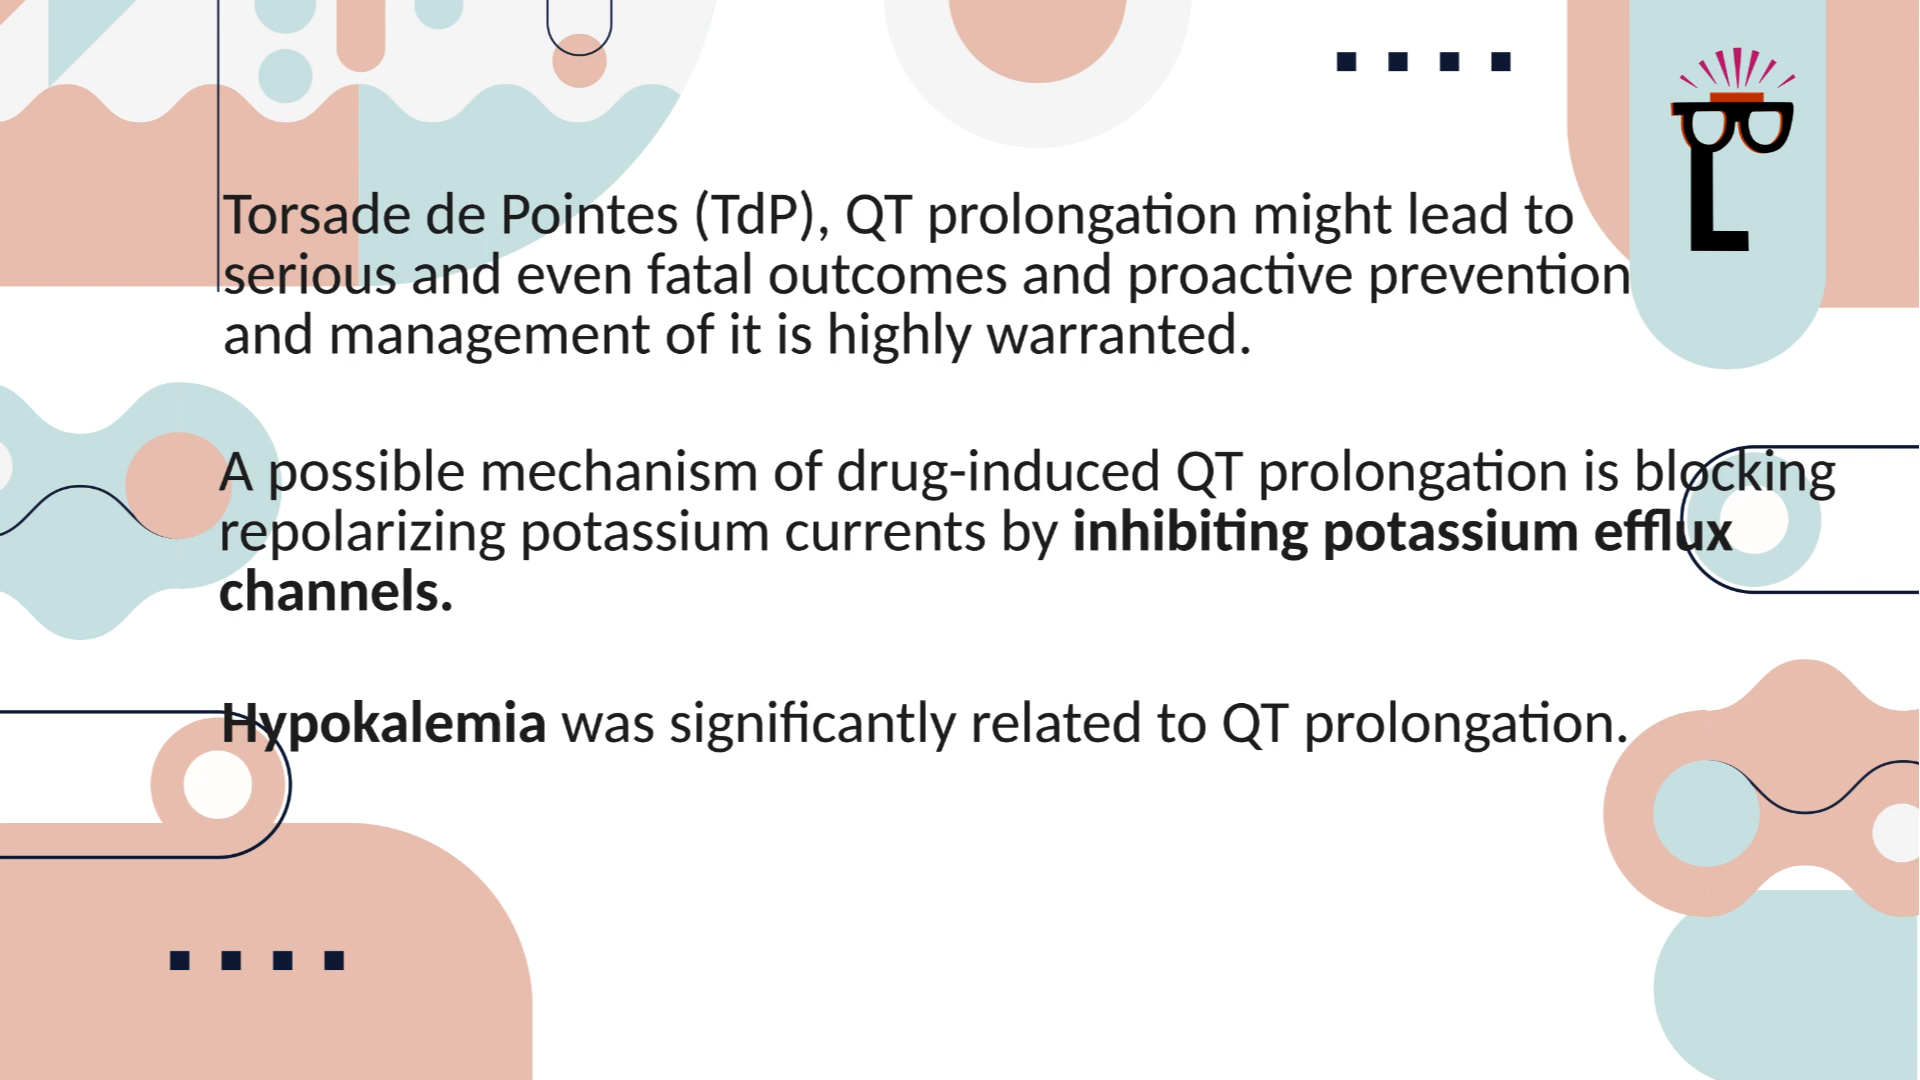 Torsade de Pointes (TdP), QT prolongation might lead to
serious and even fatal outcomes and proactive prevention
and management of it is highly warranted.
A possible mechanism of drug-induced QT prolongation is blocking
repolarizing potassium currents by inhibiting potassium efflux
channels.
Hypokalemia was significantly related to QT prolongation.